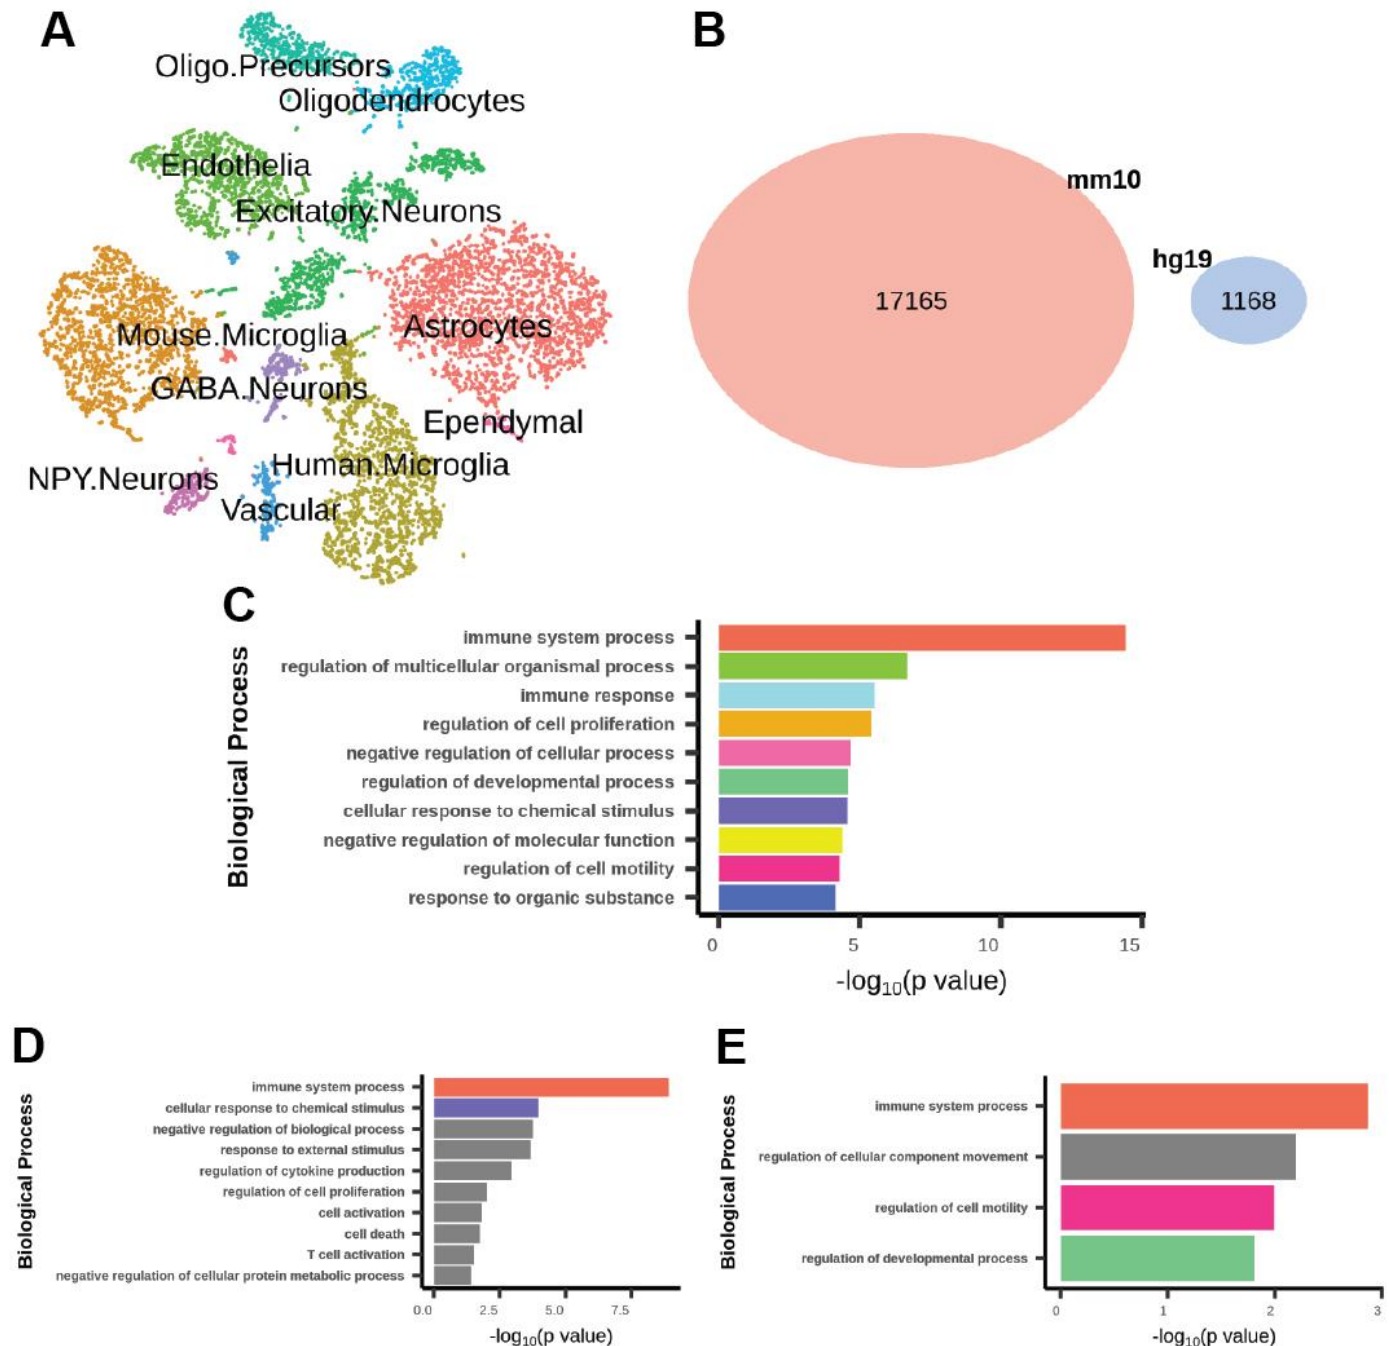 A
Oligo.Precursors
Oligodendrocytes
Endothelia
Excitatory.Neurons
Mouse.Microglia
Astrocytes
GABA.Neurons
Ependymal
Human.Microglia
NPY.Neurons
Vascular
B
mm10
hg19
17165
1168
C
Biological Process
immune system process
regulation of multicellular organismal process
immune response
regulation of cell proliferation
negative regulation of cellular process
regulation of developmental process
cellular response to chemical stimulus
negative regulation of molecular function
regulation of cell motility
response to organic substance
0 5 10 15
-log10(p value)
D
Biological Process
immune system process
cellular response to chemical stimulus
negative regulation of biological process
response to external stimulus
regulation of cytokine production
regulation of cell proliferation
cell activation
cell death
T cell activation
negative regulation of cellular protein metabolic process
0.0 2.5 5.0 7.5
-log10(p value)
E
Biological Process
immune system process
regulation of cellular component movement
regulation of cell motility
regulation of developmental process
0 1 2 3
-log10(p value)